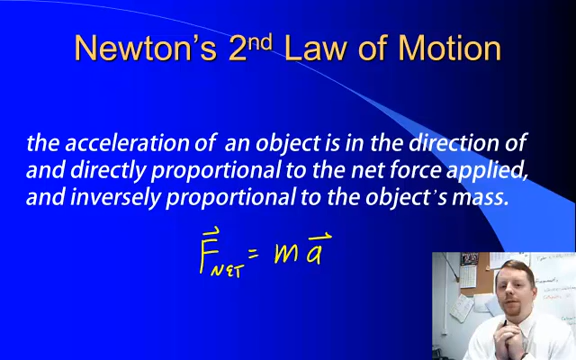 Newton's 2nd Law of Motion
the acceleration of an object is in the direction of
and directly proportional to the net force applied,
and inversely proportional to the object's mass.
F⃗NET = m a⃗